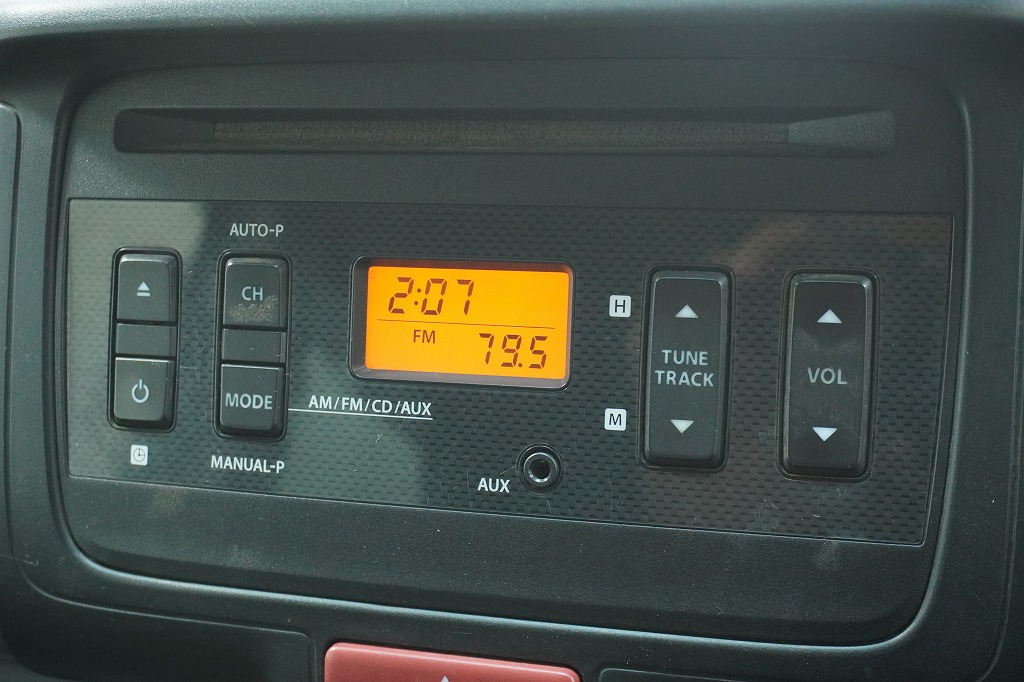 AUTO-P
CH
MODE
MANUAL-P
AM/FM/CD/AUX
2:07
FM
79.5
AUX
H
M
TUNE
TRACK
VOL